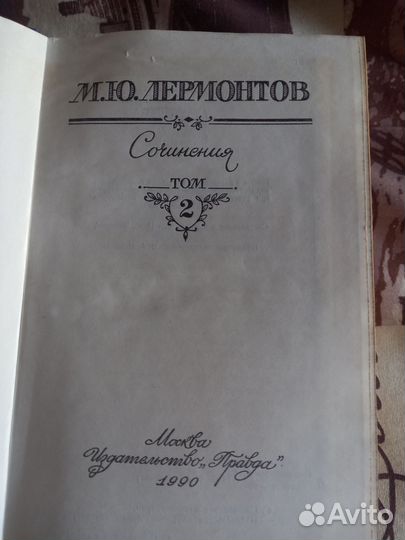 М.Ю. ЛЕРМОНТОВ
Сочинения
ТОМ
2
Москва
Издательство „Правда"
1990
Avito